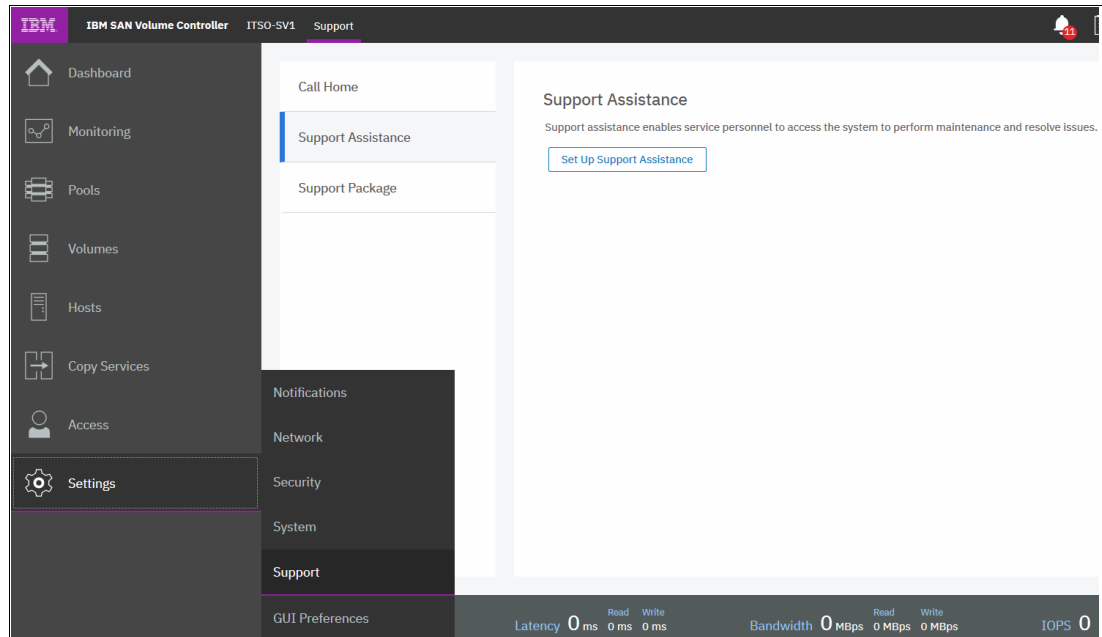 IBM
IBM SAN Volume Controller ITSO-SV1 Support
11
Dashboard
Monitoring
Pools
Volumes
Hosts
Copy Services
Access
Settings
Notifications
Network
Security
System
Support
GUI Preferences
Call Home
Support Assistance
Support Package
Support Assistance
Support assistance enables service personnel to access the system to perform maintenance and resolve issues.
Set Up Support Assistance
Read Write
Latency 0 ms 0 ms 0 ms
Read Write
Bandwidth 0 MBps 0 MBps 0 MBps
IOPS 0